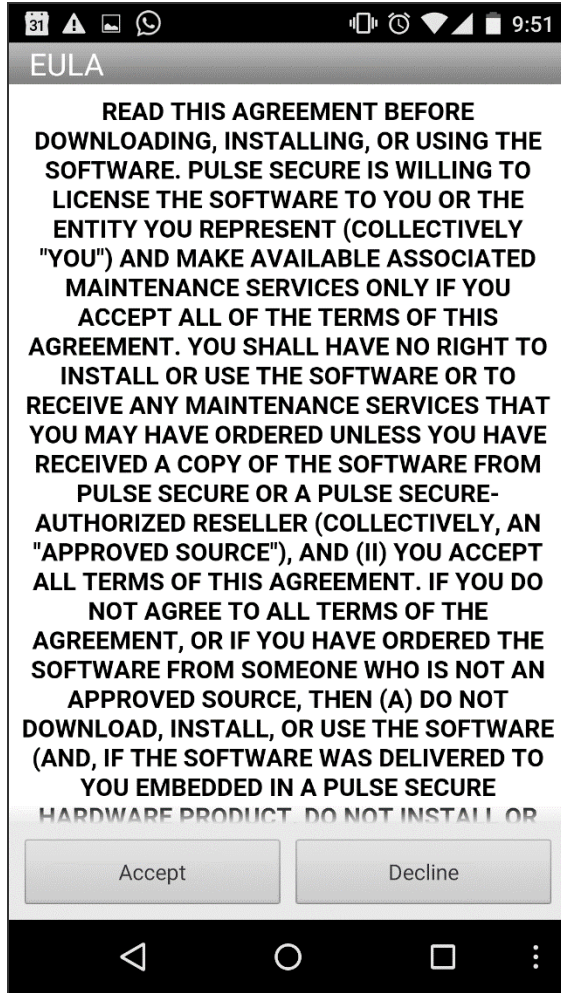 31 9:51
EULA
READ THIS AGREEMENT BEFORE
DOWNLOADING, INSTALLING, OR USING THE
SOFTWARE. PULSE SECURE IS WILLING TO
LICENSE THE SOFTWARE TO YOU OR THE
ENTITY YOU REPRESENT (COLLECTIVELY
"YOU") AND MAKE AVAILABLE ASSOCIATED
MAINTENANCE SERVICES ONLY IF YOU
ACCEPT ALL OF THE TERMS OF THIS
AGREEMENT. YOU SHALL HAVE NO RIGHT TO
INSTALL OR USE THE SOFTWARE OR TO
RECEIVE ANY MAINTENANCE SERVICES THAT
YOU MAY HAVE ORDERED UNLESS YOU HAVE
RECEIVED A COPY OF THE SOFTWARE FROM
PULSE SECURE OR A PULSE SECURE-
AUTHORIZED RESELLER (COLLECTIVELY, AN
"APPROVED SOURCE"), AND (II) YOU ACCEPT
ALL TERMS OF THIS AGREEMENT. IF YOU DO
NOT AGREE TO ALL TERMS OF THE
AGREEMENT, OR IF YOU HAVE ORDERED THE
SOFTWARE FROM SOMEONE WHO IS NOT AN
APPROVED SOURCE, THEN (A) DO NOT
DOWNLOAD, INSTALL, OR USE THE SOFTWARE
(AND, IF THE SOFTWARE WAS DELIVERED TO
YOU EMBEDDED IN A PULSE SECURE
HARDWARE PRODUCT, DO NOT INSTALL OR
Accept Decline